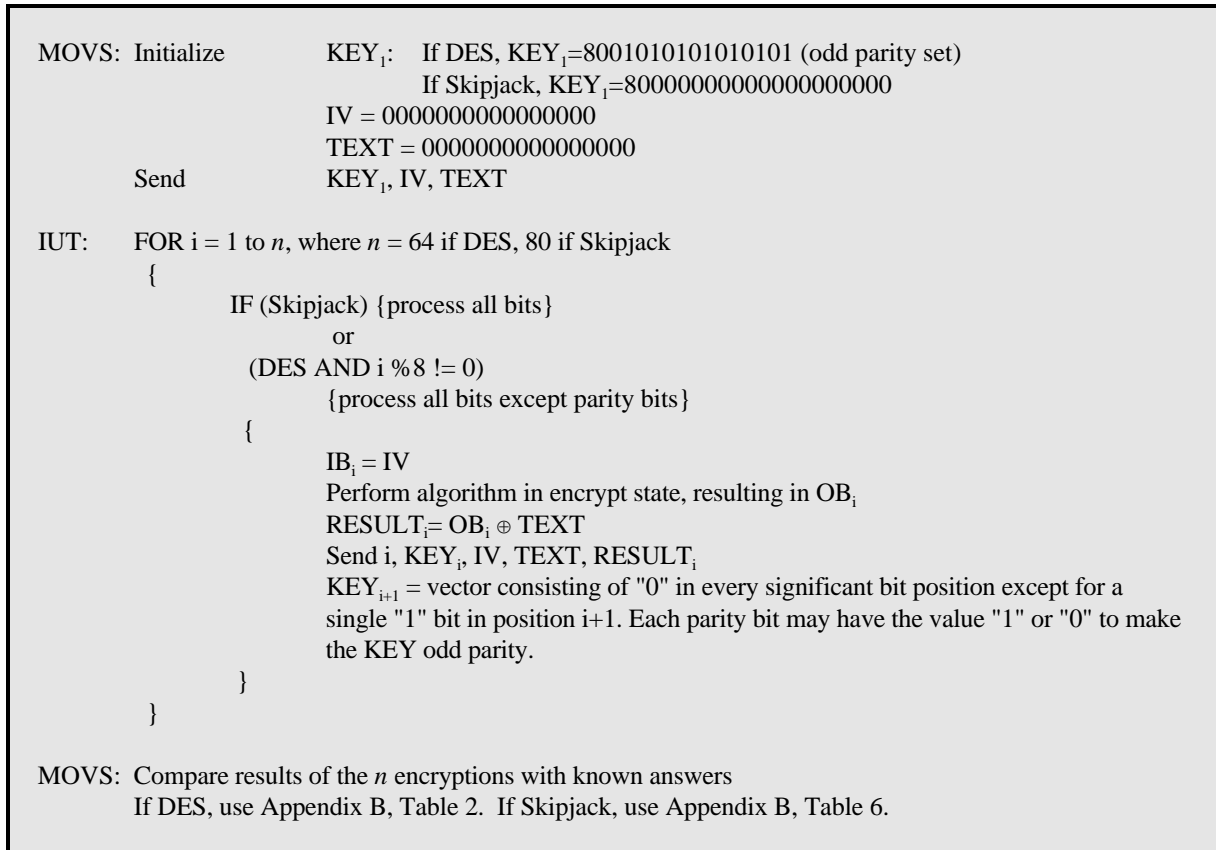 MOVS: Initialize KEY₁: If DES, KEY₁=8001010101010101 (odd parity set)
If Skipjack, KEY₁=80000000000000000000
IV = 0000000000000000
TEXT = 0000000000000000
Send KEY₁, IV, TEXT
IUT: FOR i = 1 to n, where n = 64 if DES, 80 if Skipjack
{
IF (Skipjack) {process all bits}
or
(DES AND i %8 != 0)
{process all bits except parity bits}
{
IBᵢ = IV
Perform algorithm in encrypt state, resulting in OBᵢ
RESULTᵢ= OBᵢ ⊕ TEXT
Send i, KEYᵢ, IV, TEXT, RESULTᵢ
KEYᵢ₊₁ = vector consisting of "0" in every significant bit position except for a
single "1" bit in position i+1. Each parity bit may have the value "1" or "0" to make
the KEY odd parity.
}
}
MOVS: Compare results of the n encryptions with known answers
If DES, use Appendix B, Table 2. If Skipjack, use Appendix B, Table 6.